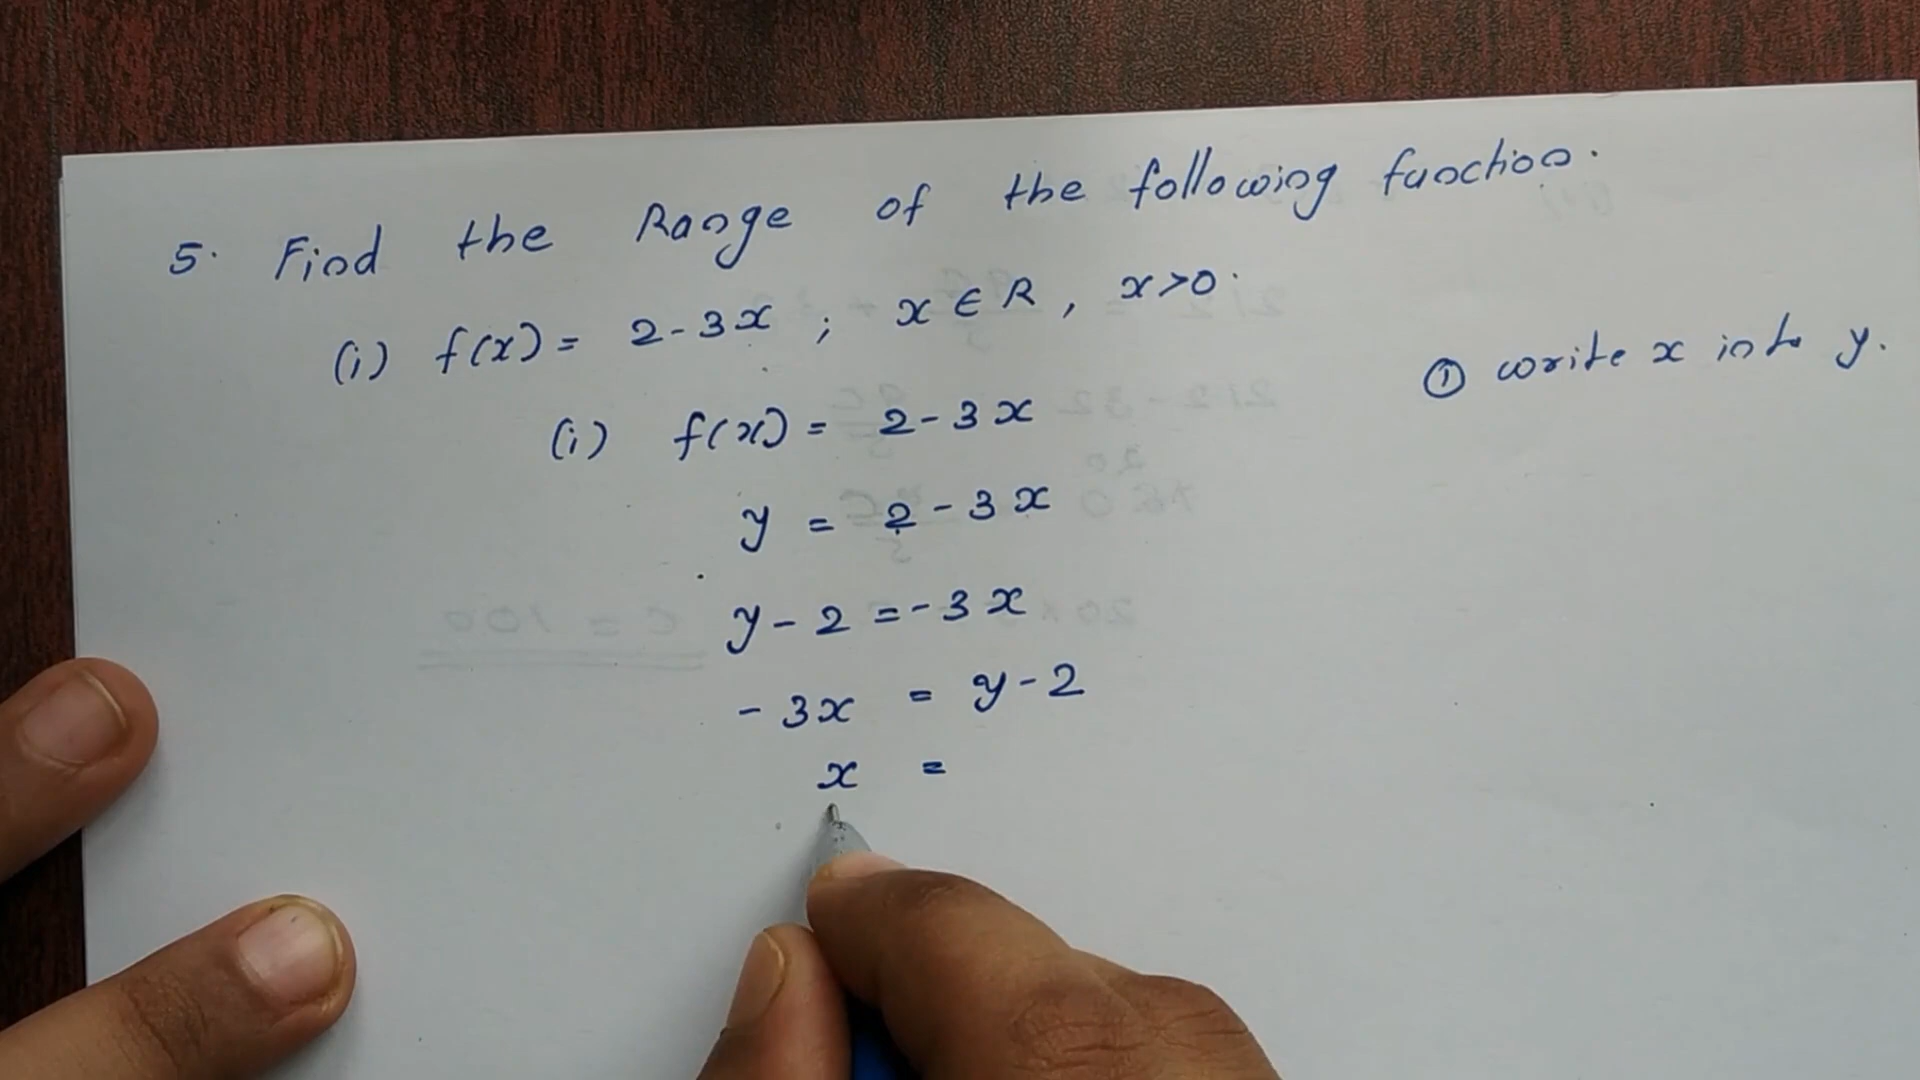 5. Find the Range of the following function.
(i) f(x) = 2-3x ; x ∈ R , x>0.
① write x into y.
(i) f(x) = 2-3x
y = 2-3x
y-2 = -3x
-3x = y-2
x =